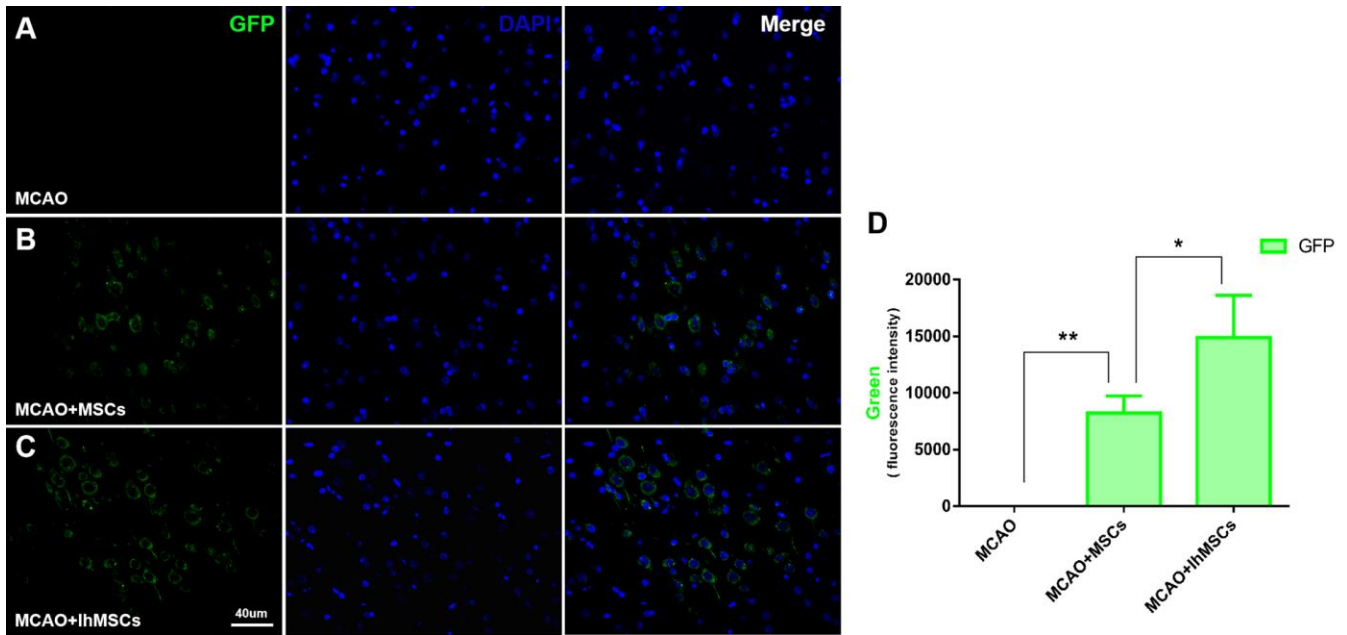 A
GFP
DAPI
Merge
MCAO
B
MCAO+MSCs
C
MCAO+IhMSCs
40um
D
GFP
*
**
Green
( fluorescence intensity)
20000
15000
10000
5000
0
MCAO
MCAO+MSCs
MCAO+IhMSCs